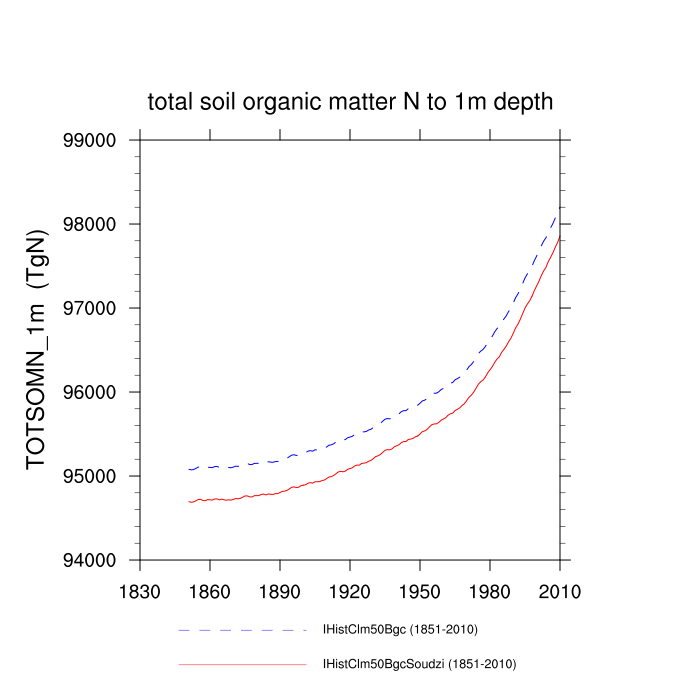 total soil organic matter N to 1m depth
TOTSOMN_1m (TgN)
99000
98000
97000
96000
95000
94000
1830 1860 1890 1920 1950 1980 2010
IHistClm50Bgc (1851-2010)
IHistClm50BgcSoudzi (1851-2010)